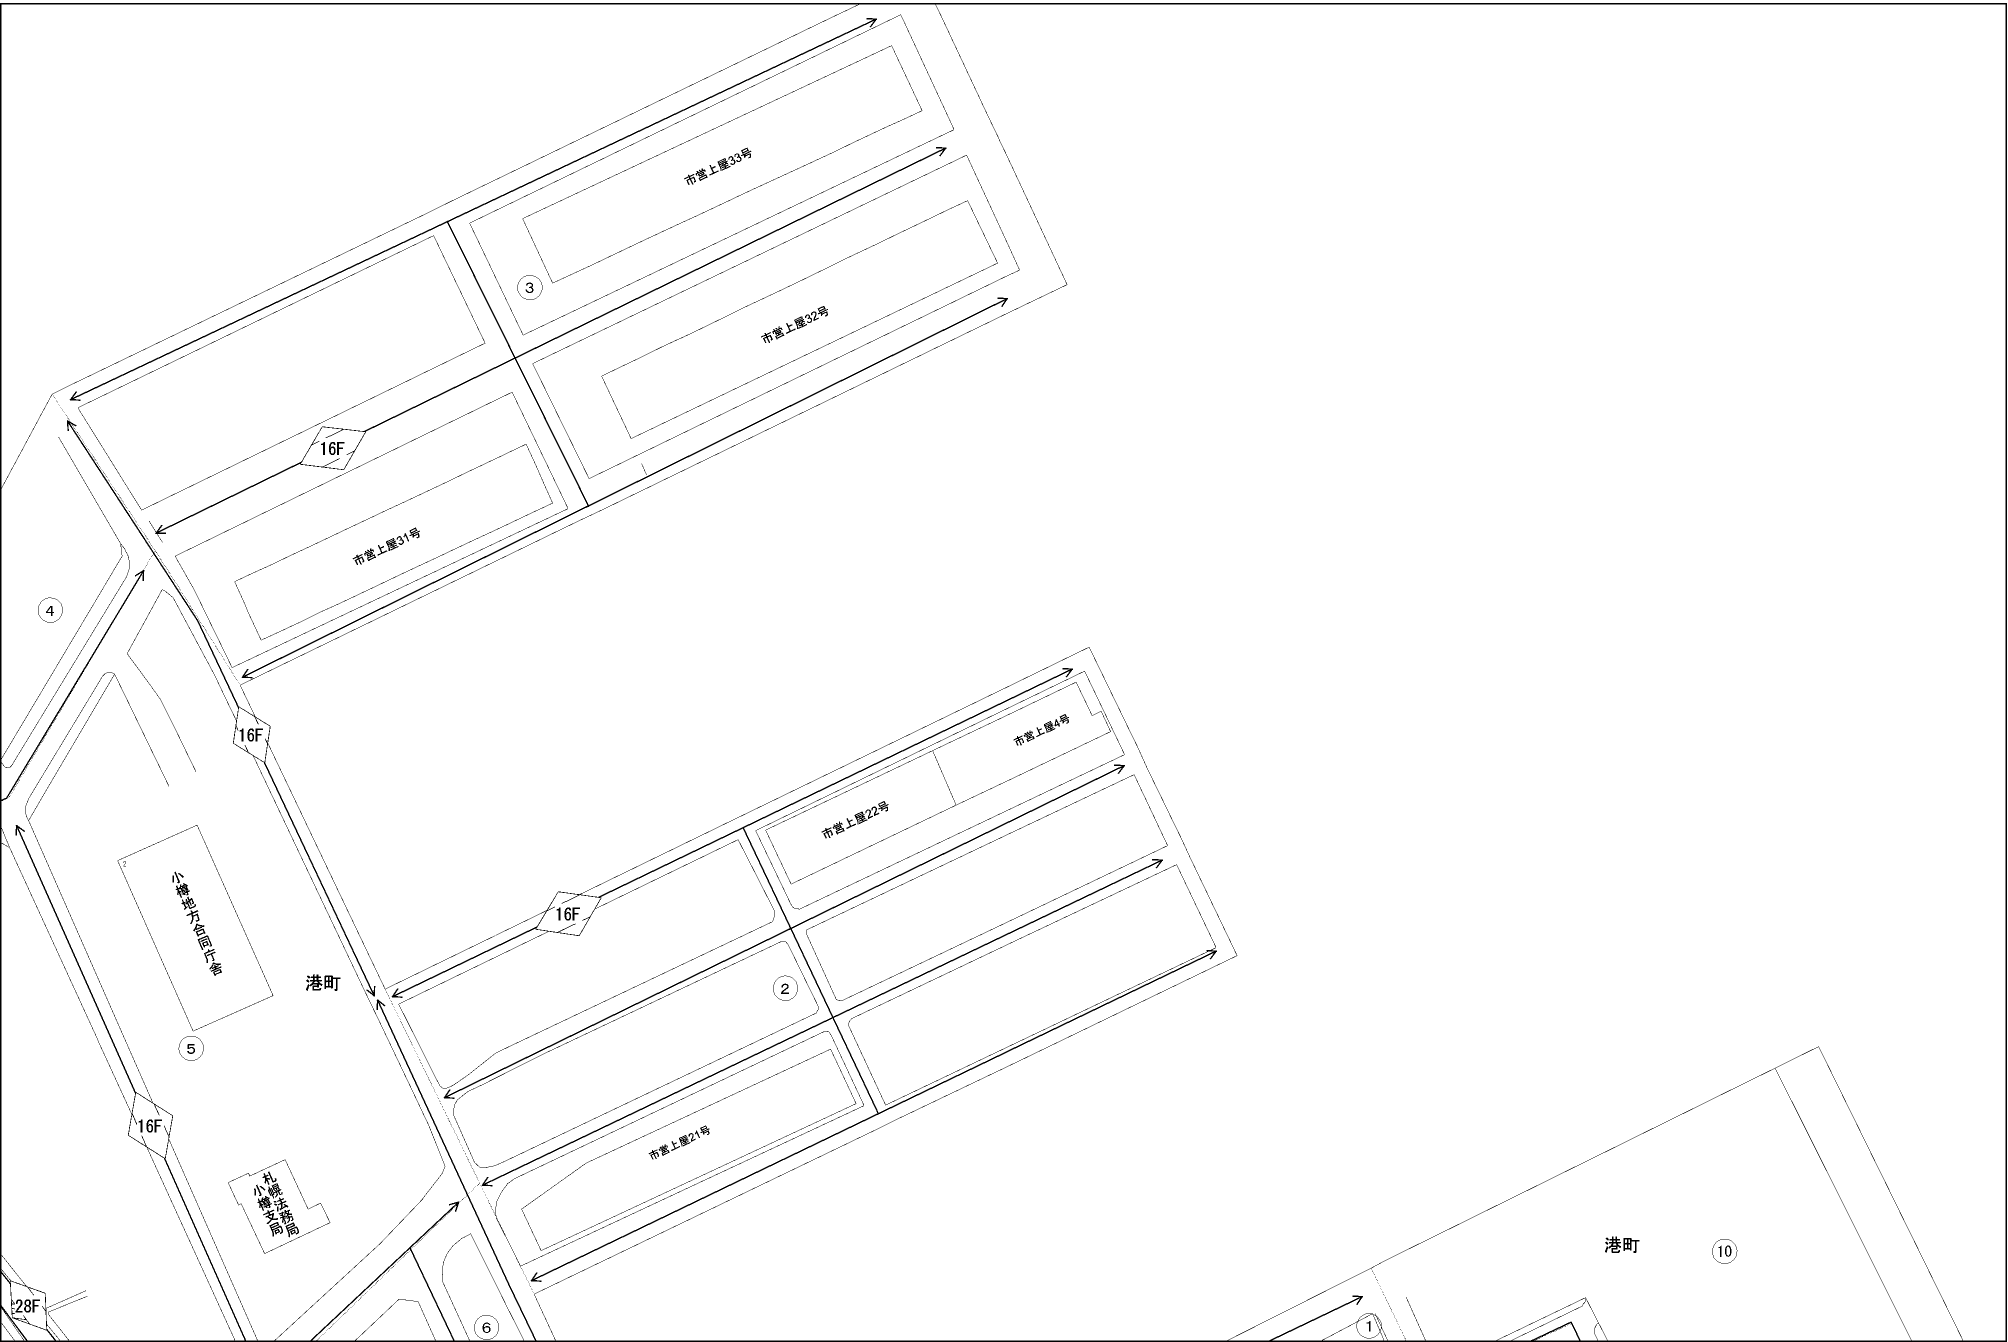 市営上屋33号
③
市営上屋32号
16F
市営上屋31号
④
16F
市営上屋4号
市営上屋22号
2
小樽地方合同庁舎
16F
港町
②
⑤
16F
市営上屋21号
札幌法務局
小樽支局
港町
⑩
28F
⑥
①